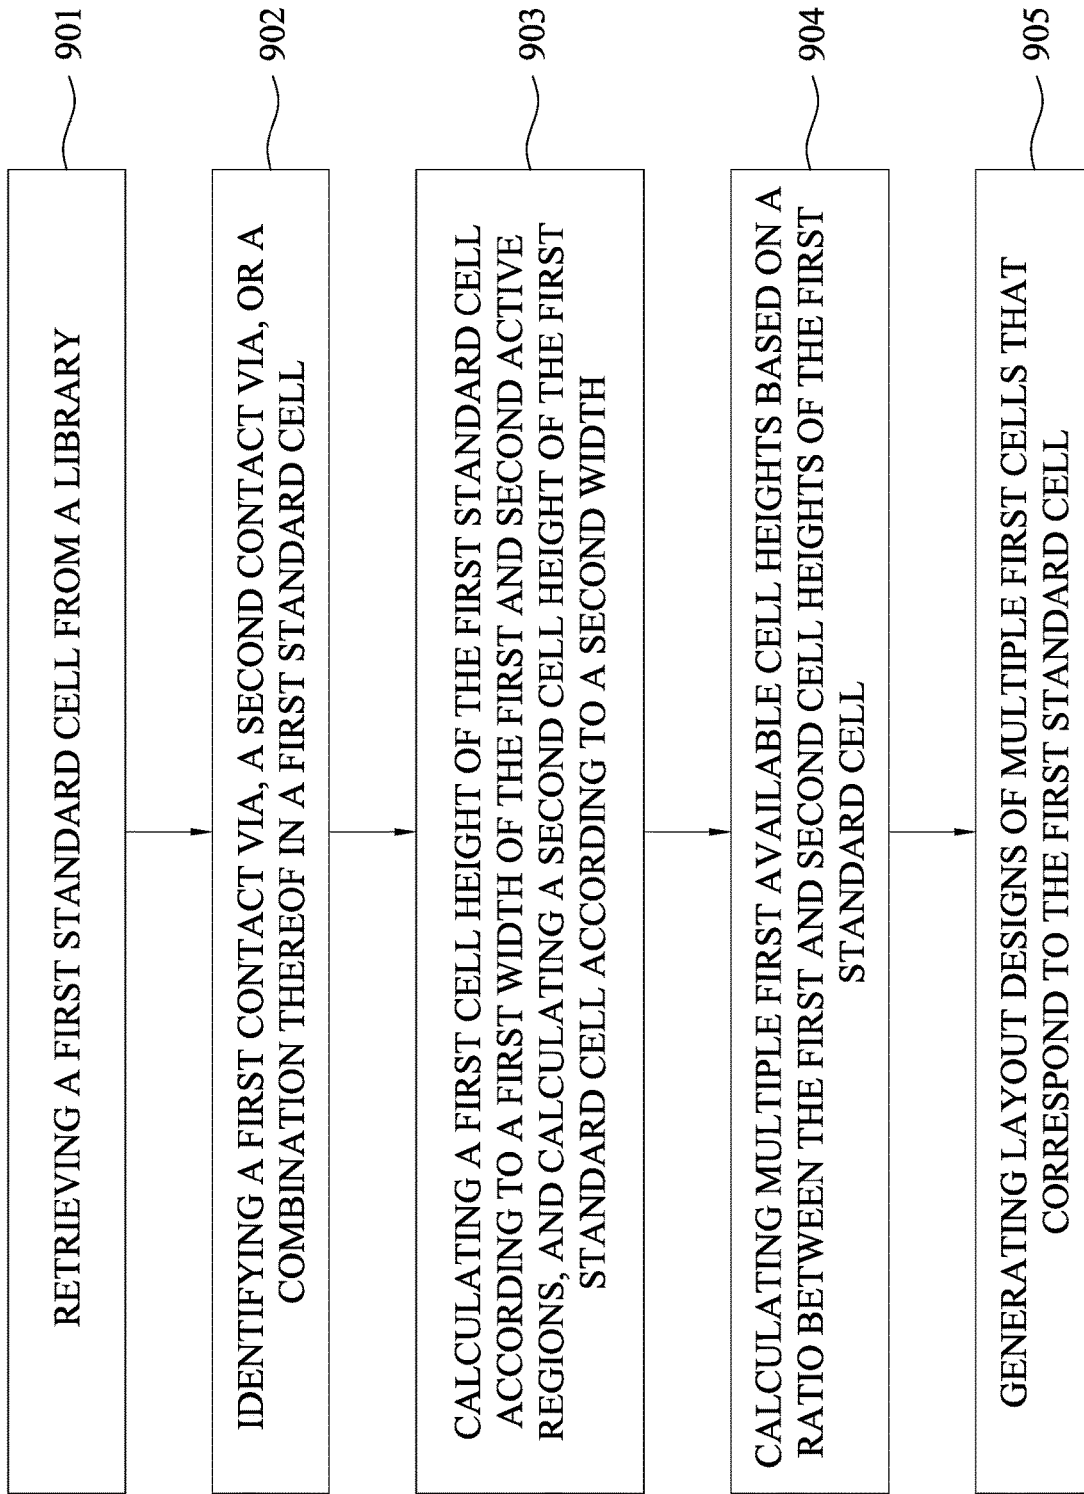 901
RETRIEVING A FIRST STANDARD CELL FROM A LIBRARY
902
IDENTIFYING A FIRST CONTACT VIA, A SECOND CONTACT VIA, OR A
COMBINATION THEREOF IN A FIRST STANDARD CELL
903
CALCULATING A FIRST CELL HEIGHT OF THE FIRST STANDARD CELL
ACCORDING TO A FIRST WIDTH OF THE FIRST AND SECOND ACTIVE
REGIONS, AND CALCULATING A SECOND CELL HEIGHT OF THE FIRST
STANDARD CELL ACCORDING TO A SECOND WIDTH
904
CALCULATING MULTIPLE FIRST AVAILABLE CELL HEIGHTS BASED ON A
RATIO BETWEEN THE FIRST AND SECOND CELL HEIGHTS OF THE FIRST
STANDARD CELL
905
GENERATING LAYOUT DESIGNS OF MULTIPLE FIRST CELLS THAT
CORRESPOND TO THE FIRST STANDARD CELL